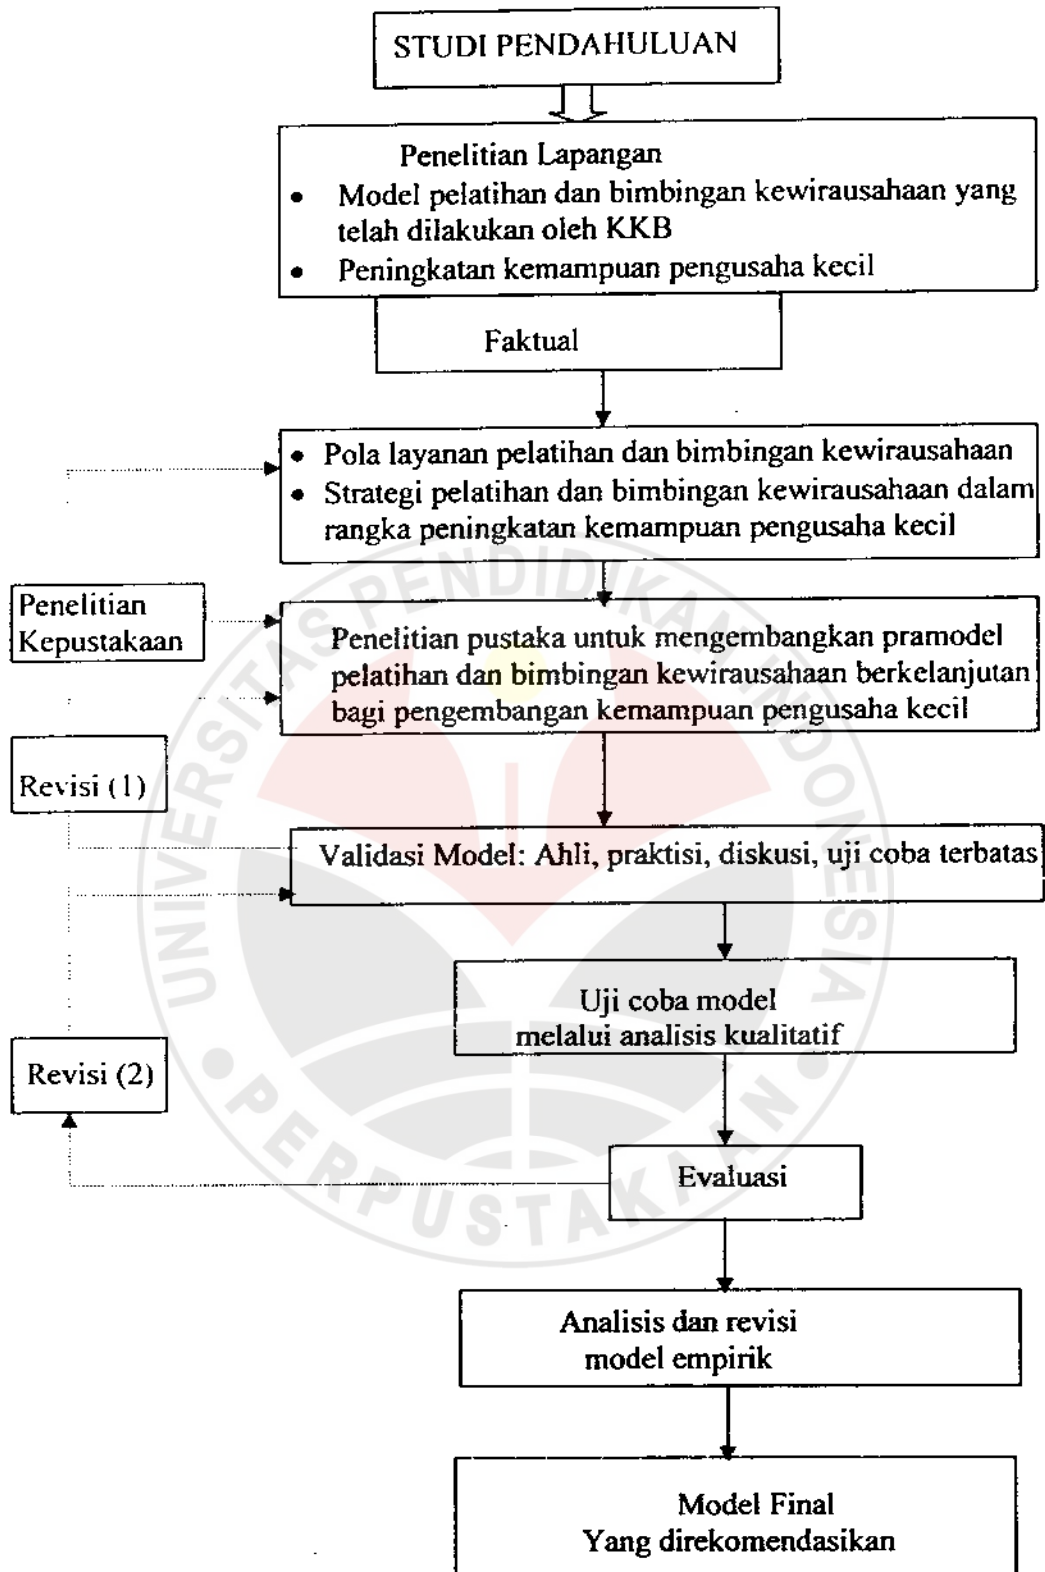 STUDI PENDAHULUAN
Penelitian Lapangan
• Model pelatihan dan bimbingan kewirausahaan yang
telah dilakukan oleh KKB
• Peningkatan kemampuan pengusaha kecil
Faktual
• Pola layanan pelatihan dan bimbingan kewirausahaan
• Strategi pelatihan dan bimbingan kewirausahaan dalam
rangka peningkatan kemampuan pengusaha kecil
Penelitian
Kepustakaan
Penelitian pustaka untuk mengembangkan pramodel
pelatihan dan bimbingan kewirausahaan berkelanjutan
bagi pengembangan kemampuan pengusaha kecil
Revisi (1)
Validasi Model: Ahli, praktisi, diskusi, uji coba terbatas
Uji coba model
melalui analisis kualitatif
Revisi (2)
Evaluasi
Analisis dan revisi
model empirik
Model Final
Yang direkomendasikan
UNIVERSITAS PENDIDIKAN INDONESIA
PERPUSTAKAAN